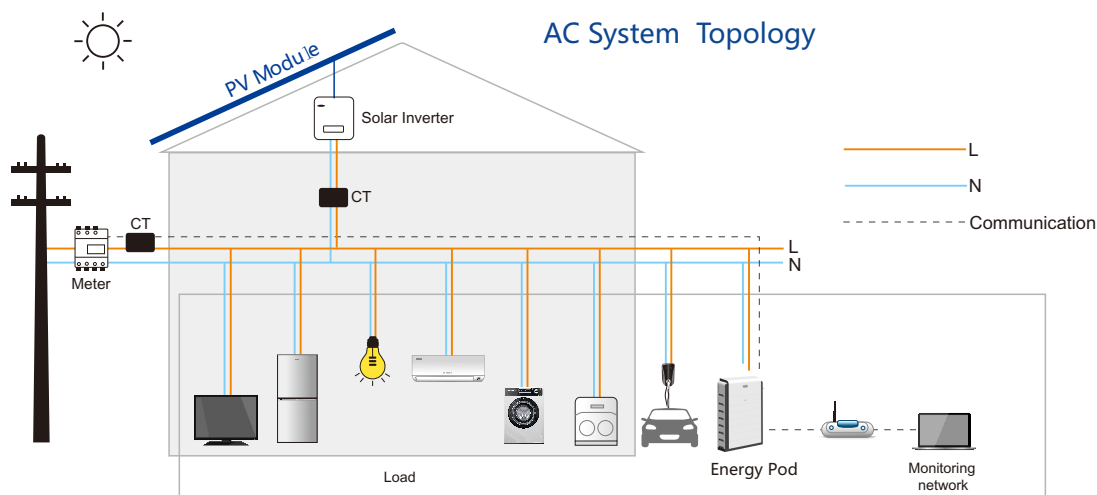 AC System Topology
PV Module
Solar Inverter
L
CT
N
CT
Communication
L
N
Meter
Load
Energy Pod
Monitoring
network